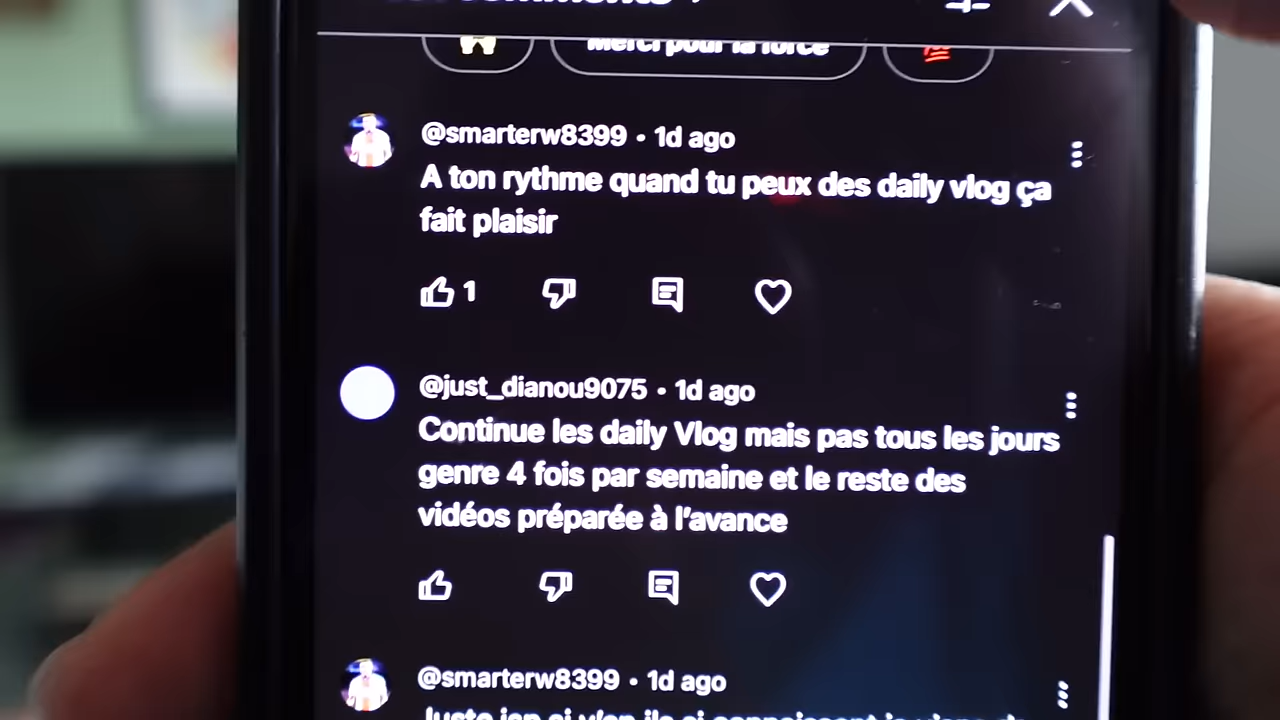 Merci pour la force
@smarterw8399 • 1d ago
A ton rythme quand tu peux des daily vlog ça
fait plaisir
1
@just_dianou9075 • 1d ago
Continue les daily Vlog mais pas tous les jours
genre 4 fois par semaine et le reste des
vidéos préparée à l'avance
@smarterw8399 • 1d ago